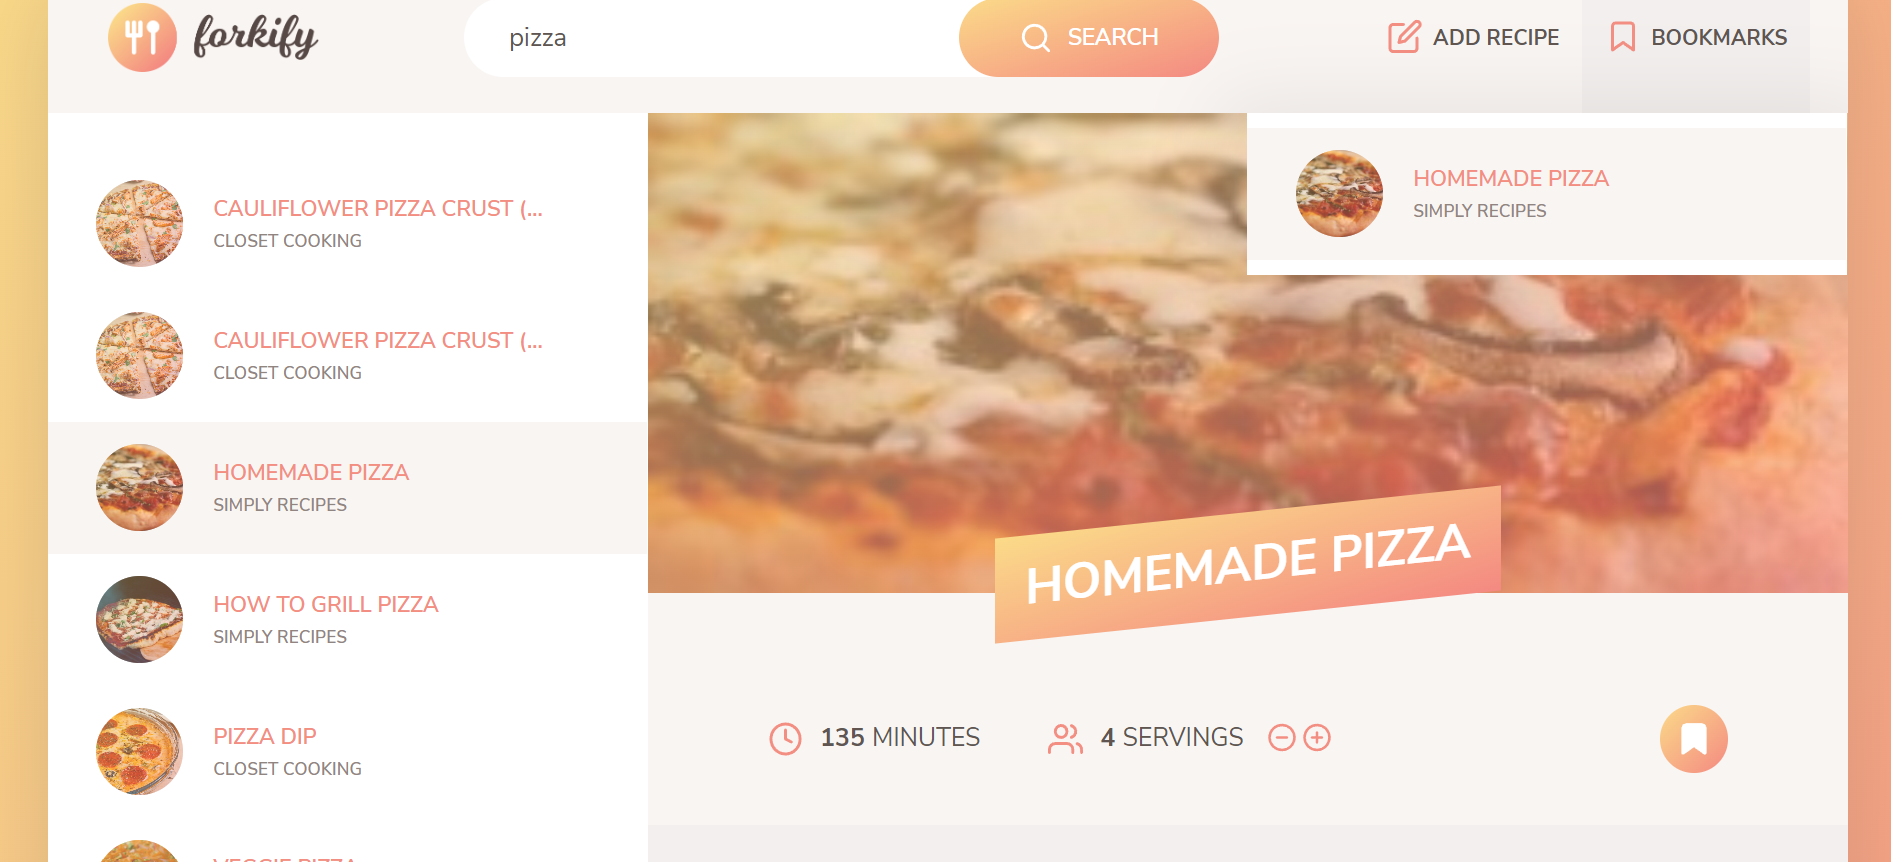 forkify
pizza
SEARCH
ADD RECIPE
BOOKMARKS
CAULIFLOWER PIZZA CRUST (...
CLOSET COOKING
CAULIFLOWER PIZZA CRUST (...
CLOSET COOKING
HOMEMADE PIZZA
SIMPLY RECIPES
HOW TO GRILL PIZZA
SIMPLY RECIPES
PIZZA DIP
CLOSET COOKING
VEGGIE PIZZA
HOMEMADE PIZZA
SIMPLY RECIPES
HOMEMADE PIZZA
135 MINUTES
4 SERVINGS